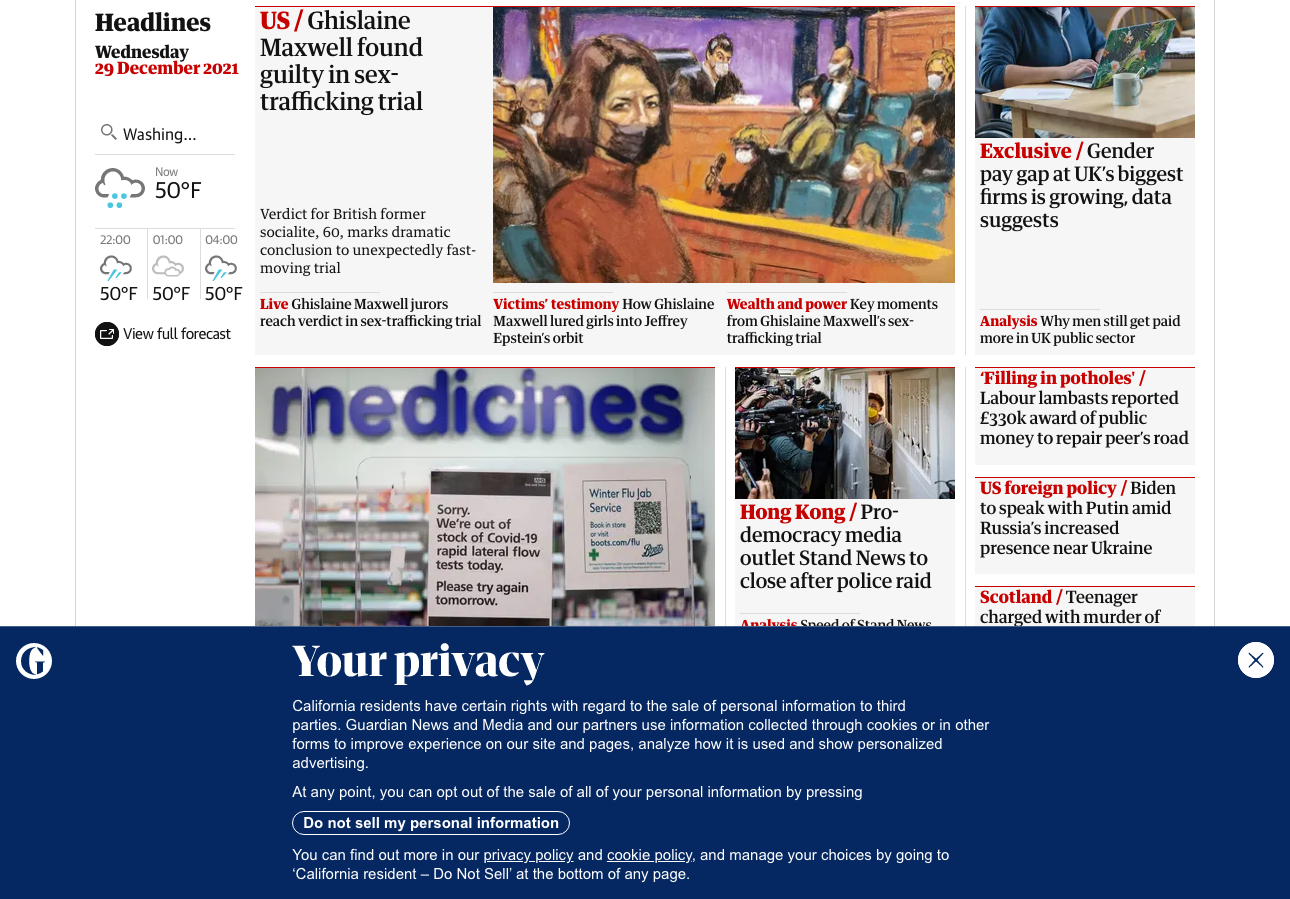 Headlines
Wednesday
29 December 2021
Washing...
Now
50°F
22:00
01:00
04:00
50°F
50°F
50°F
View full forecast
US / Ghislaine
Maxwell found
guilty in sex-
trafficking trial
Verdict for British former
socialite, 60, marks dramatic
conclusion to unexpectedly fast-
moving trial
Live Ghislaine Maxwell jurors
reach verdict in sex-trafficking trial
Victims' testimony How Ghislaine
Maxwell lured girls into Jeffrey
Epstein's orbit
Wealth and power Key moments
from Ghislaine Maxwell's sex-
trafficking trial
Exclusive / Gender
pay gap at UK's biggest
firms is growing, data
suggests
Analysis Why men still get paid
more in UK public sector
medicines
NHS
Sorry.
We're out of
stock of Covid-19
rapid lateral flow
tests today.
Please try again
tomorrow.
Winter Flu Jab
Service
Book in store
or visit
boots.com/flu
Boots
Hong Kong / Pro-
democracy media
outlet Stand News to
close after police raid
Analysis Speed of Stand News
'Filling in potholes' /
Labour lambasts reported
£330k award of public
money to repair peer's road
US foreign policy / Biden
to speak with Putin amid
Russia's increased
presence near Ukraine
Scotland / Teenager
charged with murder of
Your privacy
California residents have certain rights with regard to the sale of personal information to third
parties. Guardian News and Media and our partners use information collected through cookies or in other
forms to improve experience on our site and pages, analyze how it is used and show personalized
advertising.
At any point, you can opt out of the sale of all of your personal information by pressing
Do not sell my personal information
You can find out more in our privacy policy and cookie policy, and manage your choices by going to
'California resident – Do Not Sell' at the bottom of any page.